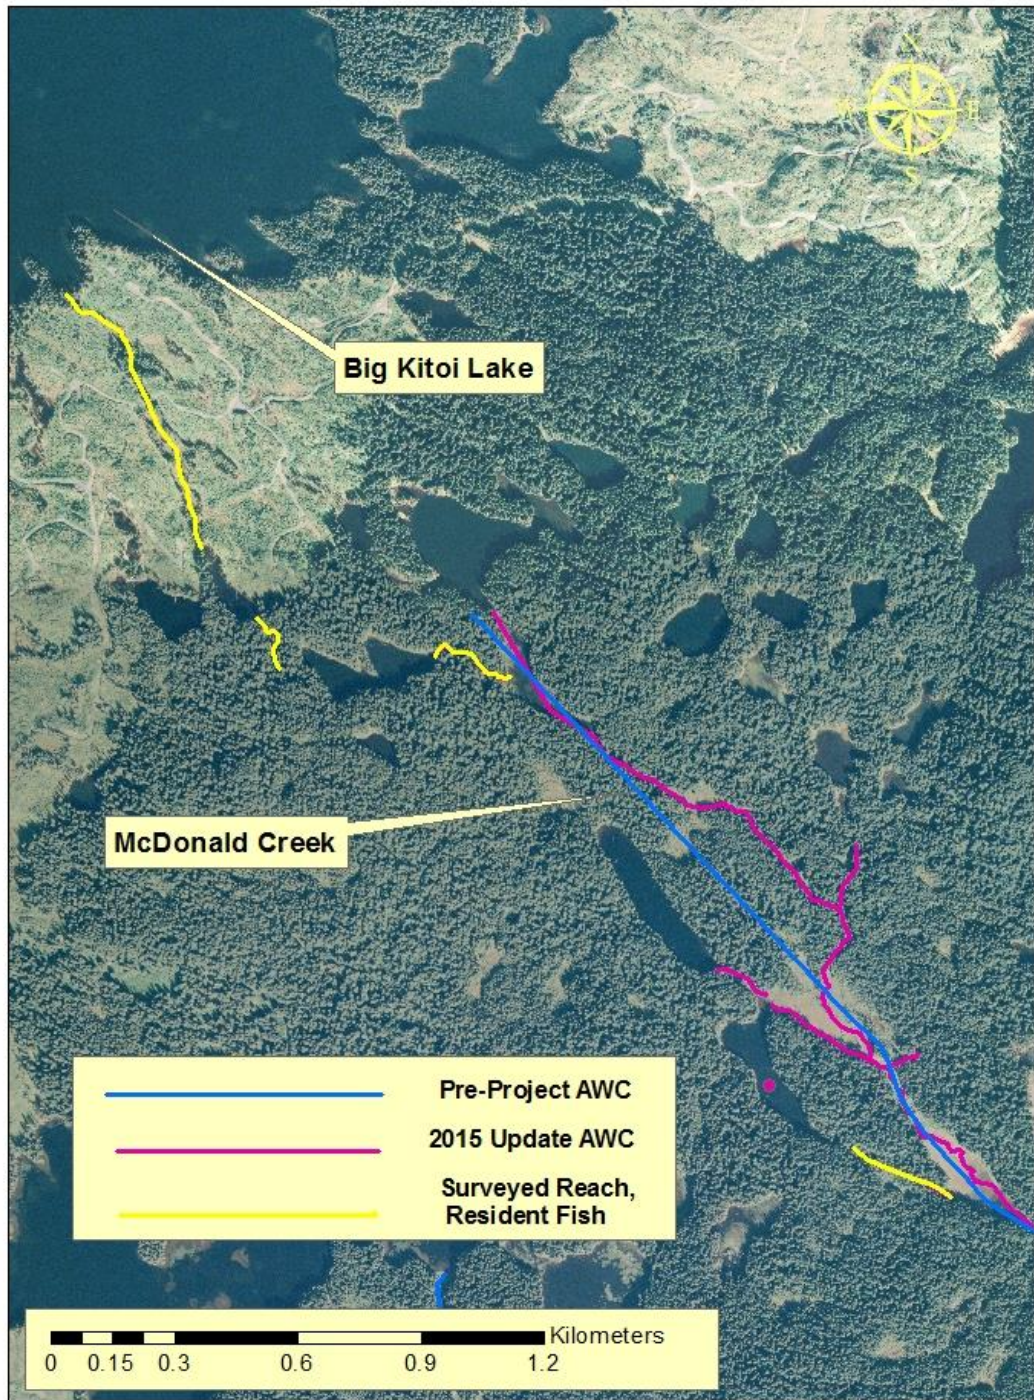 N
W
E
S
Big Kitoi Lake
McDonald Creek
Pre-Project AWC
2015 Update AWC
Surveyed Reach,
Resident Fish
Kilometers
0 0.15 0.3 0.6 0.9 1.2